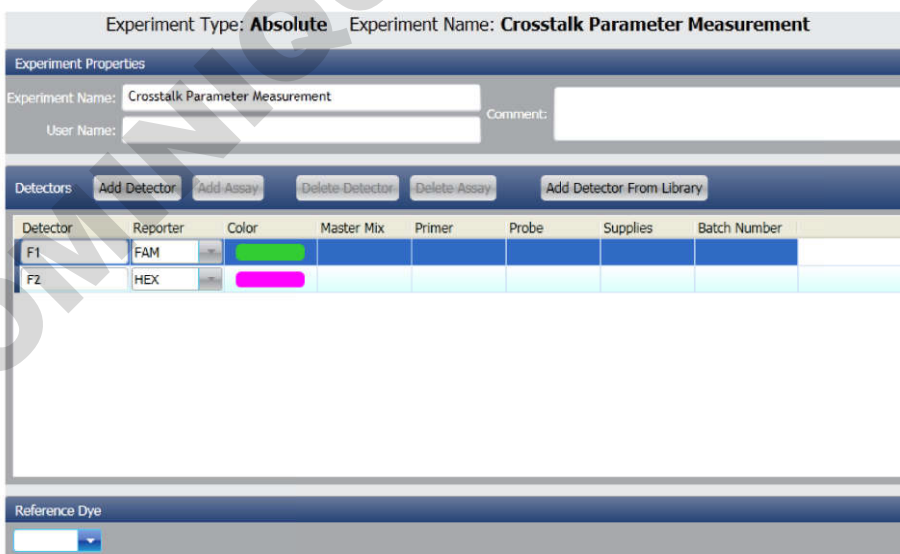 Experiment Type: Absolute Experiment Name: Crosstalk Parameter Measurement
Experiment Properties
Experiment Name: Crosstalk Parameter Measurement
Comment:
User Name:
Detectors Add Detector Add Assay Delete Detector Delete Assay Add Detector From Library
Detector Reporter Color Master Mix Primer Probe Supplies Batch Number
F1 FAM
F2 HEX
Reference Dye
OMINIQU